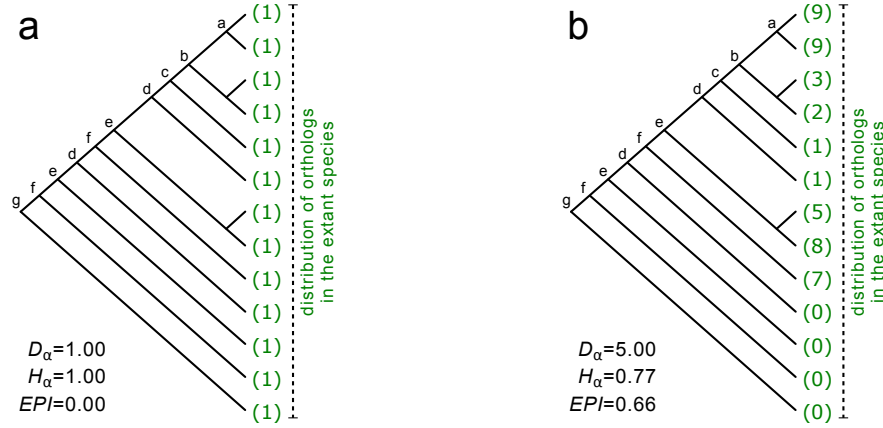 a
a
b
c
d
e
f
e
d
f
g
(1)
(1)
(1)
(1)
(1)
(1)
(1)
(1)
(1)
(1)
(1)
(1)
(1)
distribution of orthologs
in the extant species
Dα=1.00
Hα=1.00
EPI=0.00
b
a
b
c
d
e
f
d
e
f
g
(9)
(9)
(3)
(2)
(1)
(1)
(5)
(8)
(7)
(0)
(0)
(0)
(0)
distribution of orthologs
in the extant species
Dα=5.00
Hα=0.77
EPI=0.66